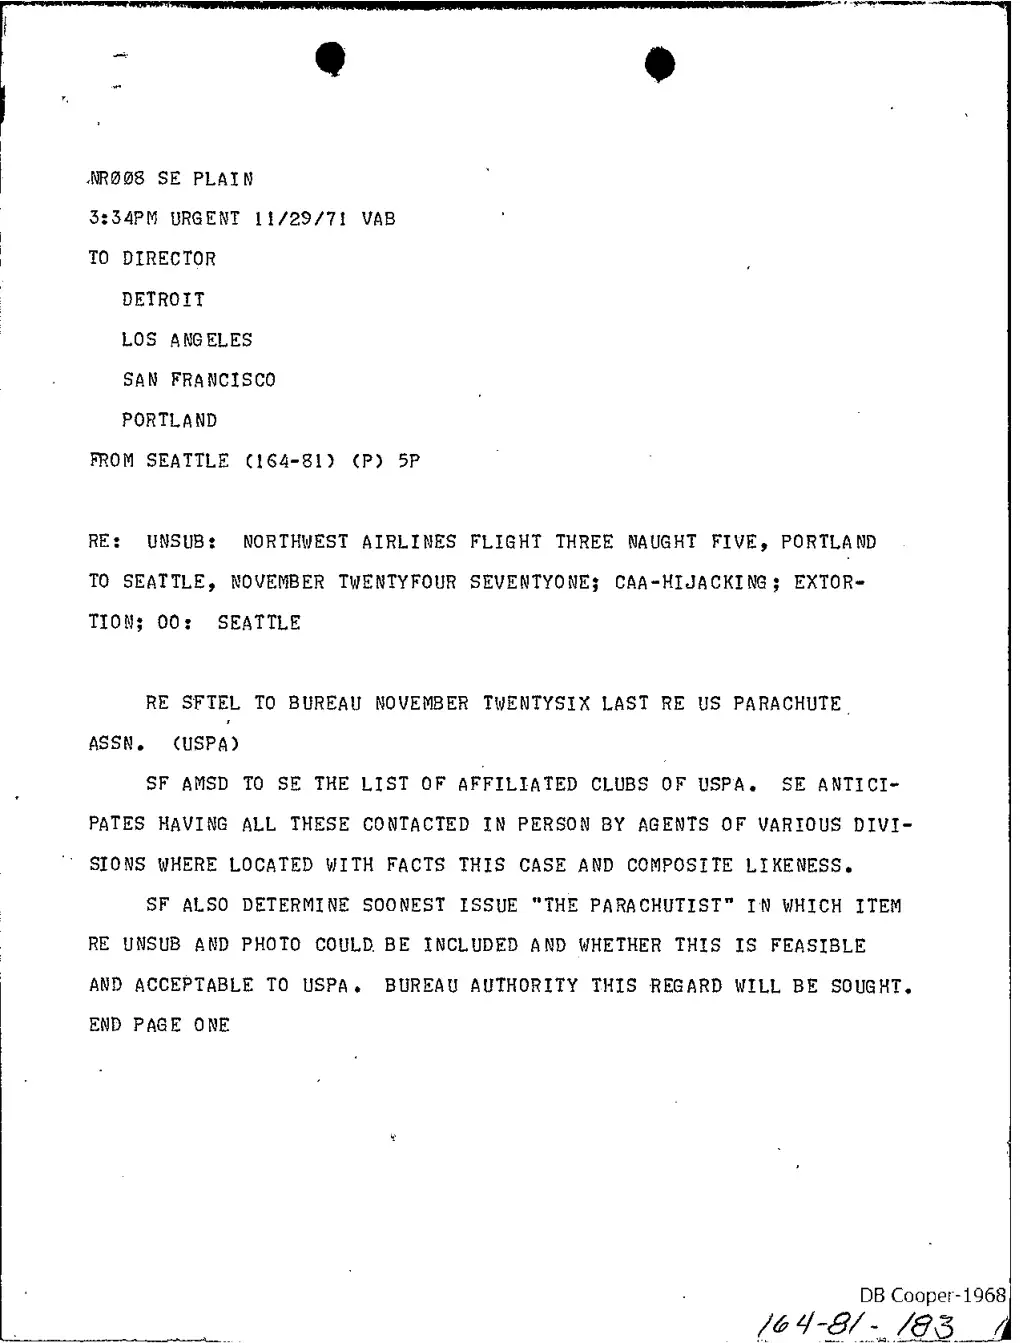 NR008 SE PLAIN
3:34PM URGENT 11/29/71 VAB
TO DIRECTOR
DETROIT
LOS ANGELES
SAN FRANCISCO
PORTLAND
FROM SEATTLE (164-81) (P) 5P
RE: UNSUB: NORTHWEST AIRLINES FLIGHT THREE NAUGHT FIVE, PORTLAND
TO SEATTLE, NOVEMBER TWENTYFOUR SEVENTYONE; CAA-HIJACKING; EXTOR-
TION; OO: SEATTLE
RE SFTEL TO BUREAU NOVEMBER TWENTYSIX LAST RE US PARACHUTE
ASSN. (USPA)
SF AMSD TO SE THE LIST OF AFFILIATED CLUBS OF USPA. SE ANTICI-
PATES HAVING ALL THESE CONTACTED IN PERSON BY AGENTS OF VARIOUS DIVI-
SIONS WHERE LOCATED WITH FACTS THIS CASE AND COMPOSITE LIKENESS.
SF ALSO DETERMINE SOONEST ISSUE "THE PARACHUTIST" IN WHICH ITEM
RE UNSUB AND PHOTO COULD BE INCLUDED AND WHETHER THIS IS FEASIBLE
AND ACCEPTABLE TO USPA. BUREAU AUTHORITY THIS REGARD WILL BE SOUGHT.
END PAGE ONE
DB Cooper-1968
164-81-183